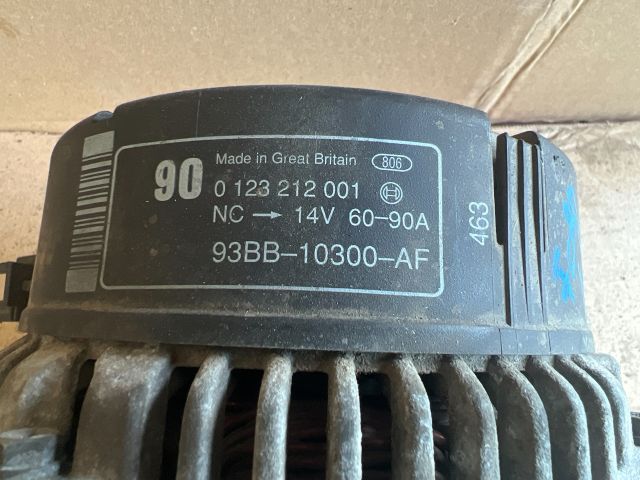 90 Made in Great Britain 806
0 123 212 001
NC → 14V 60–90A
93BB–10300–AF
463